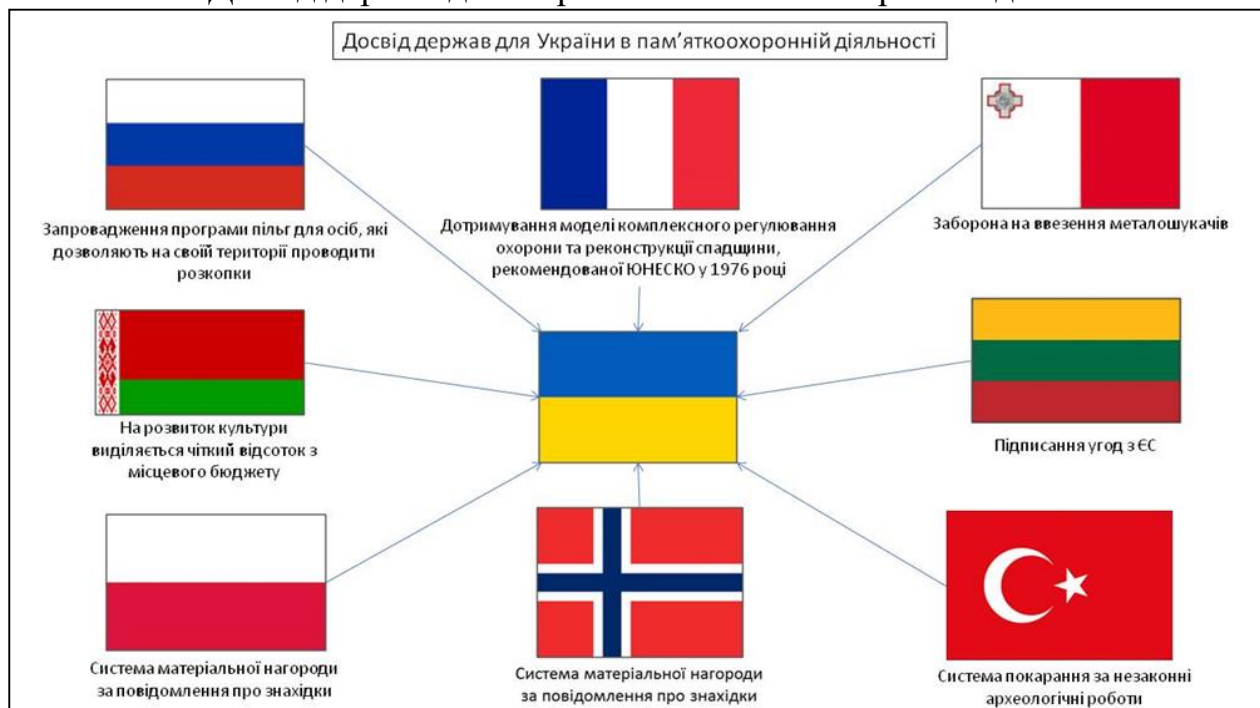 Досвід держав для України в пам’яткоохоронній діяльності
Запровадження програми пільг для осіб, які
дозволяють на своїй території проводити
розкопки
Дотримування моделі комплексного регулювання
охорони та реконструкції спадщини,
рекомендованої ЮНЕСКО у 1976 році
Заборона на ввезення металошукачів
На розвиток культури
виділяється чіткий відсоток з
місцевого бюджету
Підписання угод з ЄС
Система матеріальної нагороди
за повідомлення про знахідки
Система матеріальної нагороди
за повідомлення про знахідки
Система покарання за незаконні
археологічні роботи